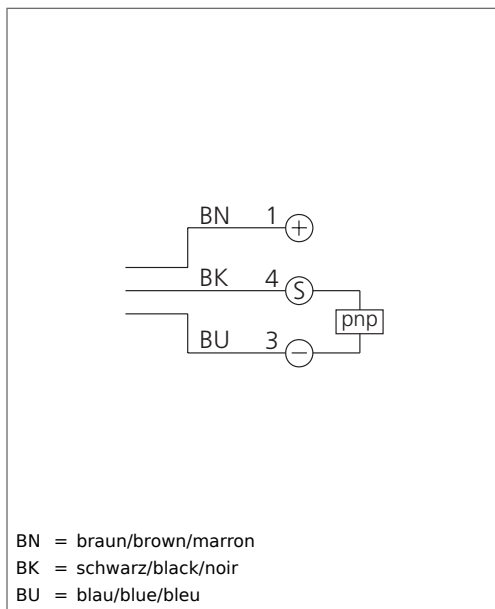 BN 1 +
BK 4 S
pnp
BU 3 −
BN = braun/brown/marron
BK = schwarz/black/noir
BU = blau/blue/bleu